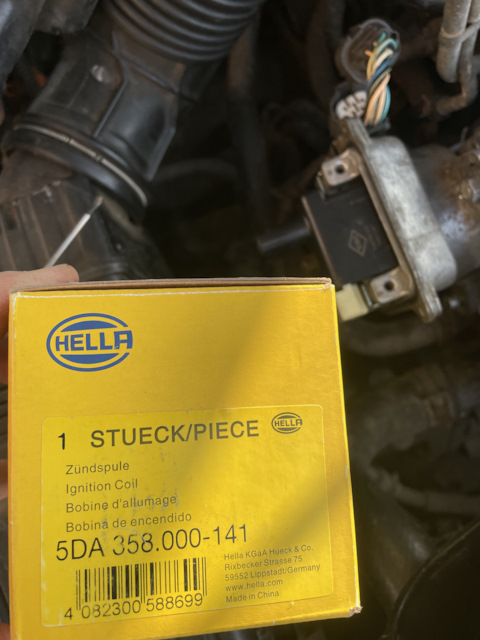 HELLA
1 STUECK/PIECE HELLA
Zündspule
Ignition Coil
Bobine d'allumage
Bobina de encendido
5DA 358.000-141
Hella KGaA Hueck & Co.
Rixbecker Strasse 75
59552 Lippstadt/Germany
www.hella.com
Made in China
4 082300 588699